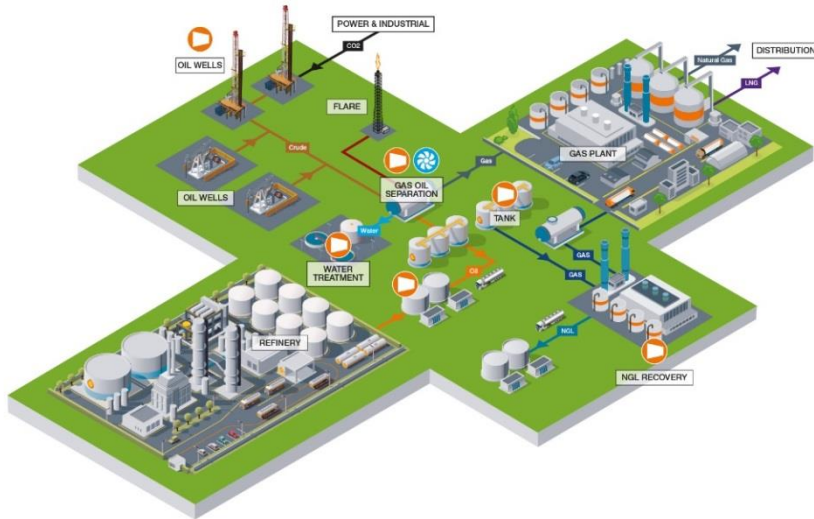 POWER & INDUSTRIAL
CO2
OIL WELLS
Natural Gas
DISTRIBUTION
LNG
FLARE
Crude
GAS PLANT
Gas
GAS OIL
SEPARATION
OIL WELLS
TANK
Water
WATER
TREATMENT
GAS
GAS
REFINERY
NGL
NGL RECOVERY